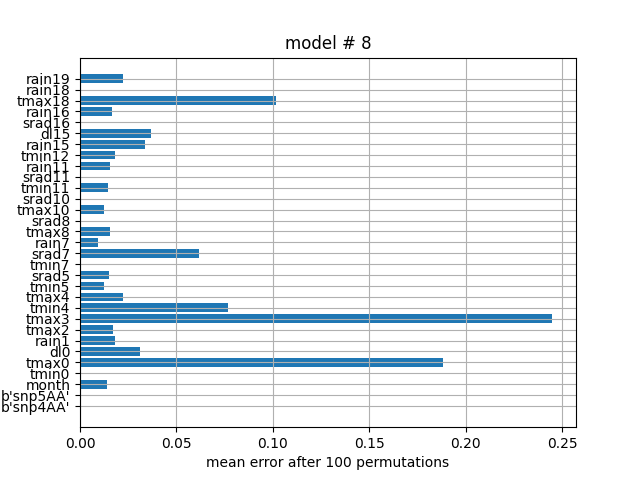 model # 8
rain19
rain18
tmax18
rain16
srad16
dl15
rain15
tmin12
rain11
srad11
tmin11
srad10
tmax10
srad8
tmax8
rain7
srad7
tmin7
srad5
tmin5
tmax4
tmin4
tmax3
tmax2
rain1
dl0
tmax0
tmin0
month
b'snp5AA'
b'snp4AA'
0.00 0.05 0.10 0.15 0.20 0.25
mean error after 100 permutations